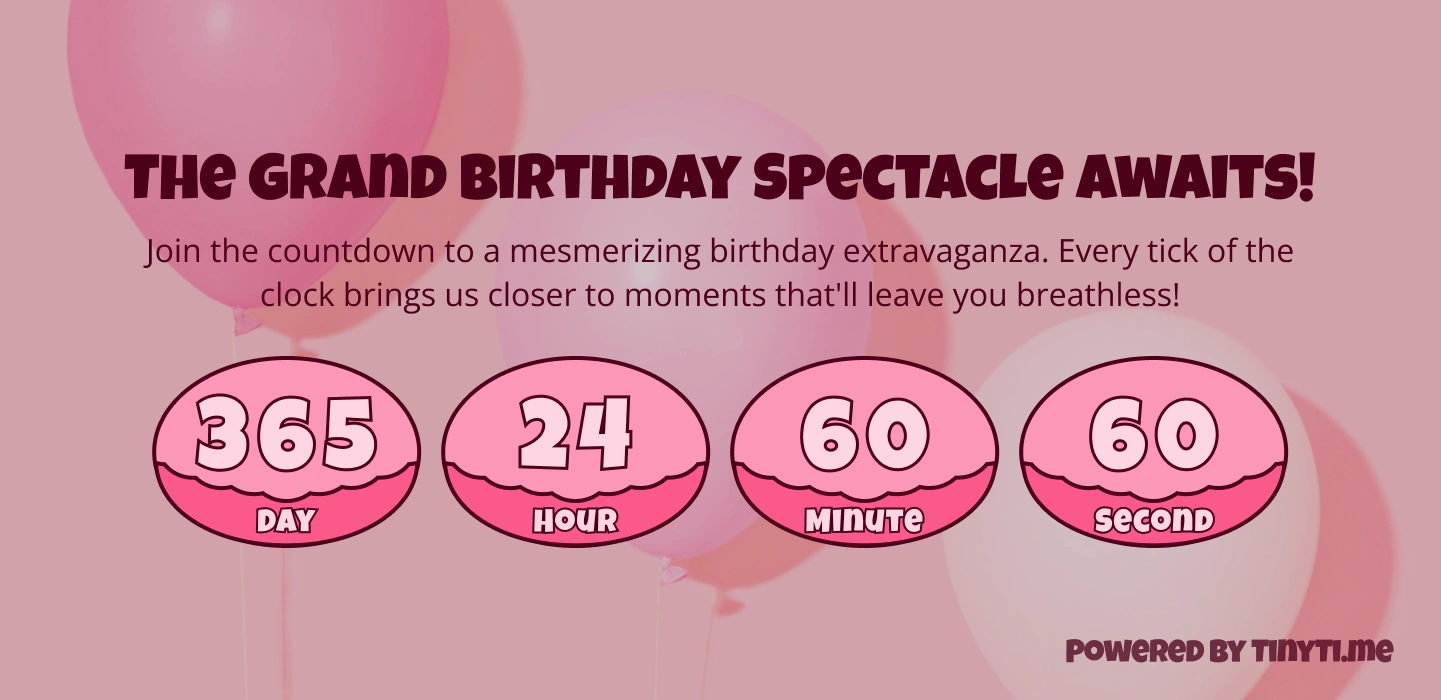 THE GRAND BIRTHDAY SPECTACLE AWAITS!
Join the countdown to a mesmerizing birthday extravaganza. Every tick of the
clock brings us closer to moments that'll leave you breathless!
365 24 60 60
DAY HOUR MINUTE SECOND
POWERED BY TINYTI.ME